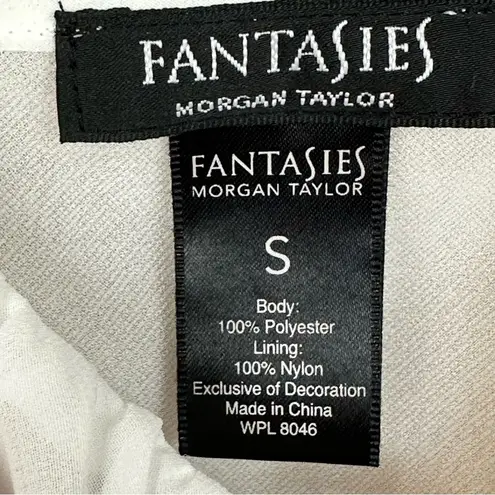 FANTASIES
MORGAN TAYLOR
FANTASIES
MORGAN TAYLOR
S
Body:
100% Polyester
Lining:
100% Nylon
Exclusive of Decoration
Made in China
WPL 8046